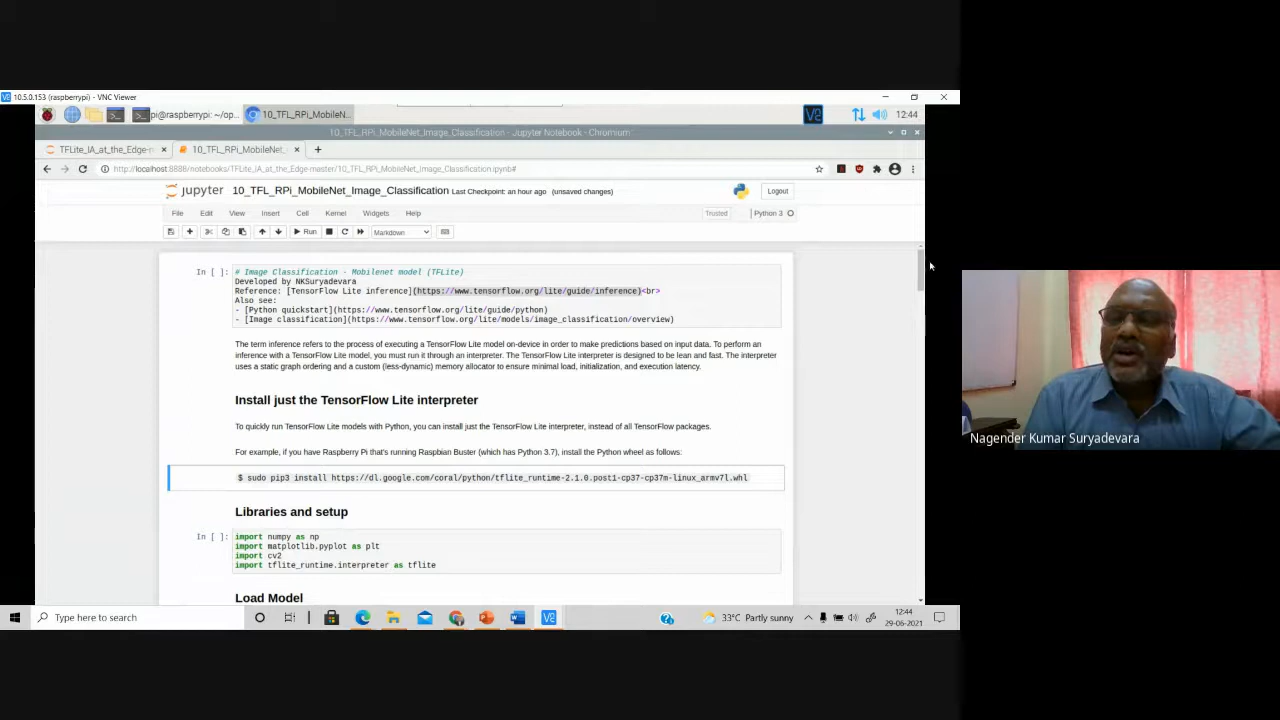 10.5.0.153 (raspberrypi) - VNC Viewer
pi@raspberrypi: ~/op... 10_TFL_RPi_MobileN... 12:44
10_TFL_RPi_MobileNet_Image_Classification - Jupyter Notebook - Chromium
TFLite_IA_at_the_Edge-m 10_TFL_RPi_MobileNet_
http://localhost:8888/notebooks/TFLite_IA_at_the_Edge-master/10_TFL_RPi_MobileNet_Image_Classification.ipynb#
jupyter 10_TFL_RPi_MobileNet_Image_Classification Last Checkpoint: an hour ago (unsaved changes) Logout
File Edit View Insert Cell Kernel Widgets Help Trusted Python 3
Run Markdown
In [ ]: # Image Classification - Mobilenet model (TFLite)
Developed by NKSuryadevara
Reference: [TensorFlow Lite inference](https://www.tensorflow.org/lite/guide/inference)<br>
Also see:
- [Python quickstart](https://www.tensorflow.org/lite/guide/python)
- [Image classification](https://www.tensorflow.org/lite/models/image_classification/overview)
The term inference refers to the process of executing a TensorFlow Lite model on-device in order to make predictions based on input data. To perform an
inference with a TensorFlow Lite model, you must run it through an interpreter. The TensorFlow Lite interpreter is designed to be lean and fast. The interpreter
uses a static graph ordering and a custom (less-dynamic) memory allocator to ensure minimal load, initialization, and execution latency.
Install just the TensorFlow Lite interpreter
To quickly run TensorFlow Lite models with Python, you can install just the TensorFlow Lite interpreter, instead of all TensorFlow packages.
For example, if you have Raspberry Pi that's running Raspbian Buster (which has Python 3.7), install the Python wheel as follows:
$ sudo pip3 install https://dl.google.com/coral/python/tflite_runtime-2.1.0.post1-cp37-cp37m-linux_armv7l.whl
Libraries and setup
In [ ]: import numpy as np
import matplotlib.pyplot as plt
import cv2
import tflite_runtime.interpreter as tflite
Load Model
Type here to search 33°C Partly sunny 12:44
29-06-2021
Nagender Kumar Suryadevara